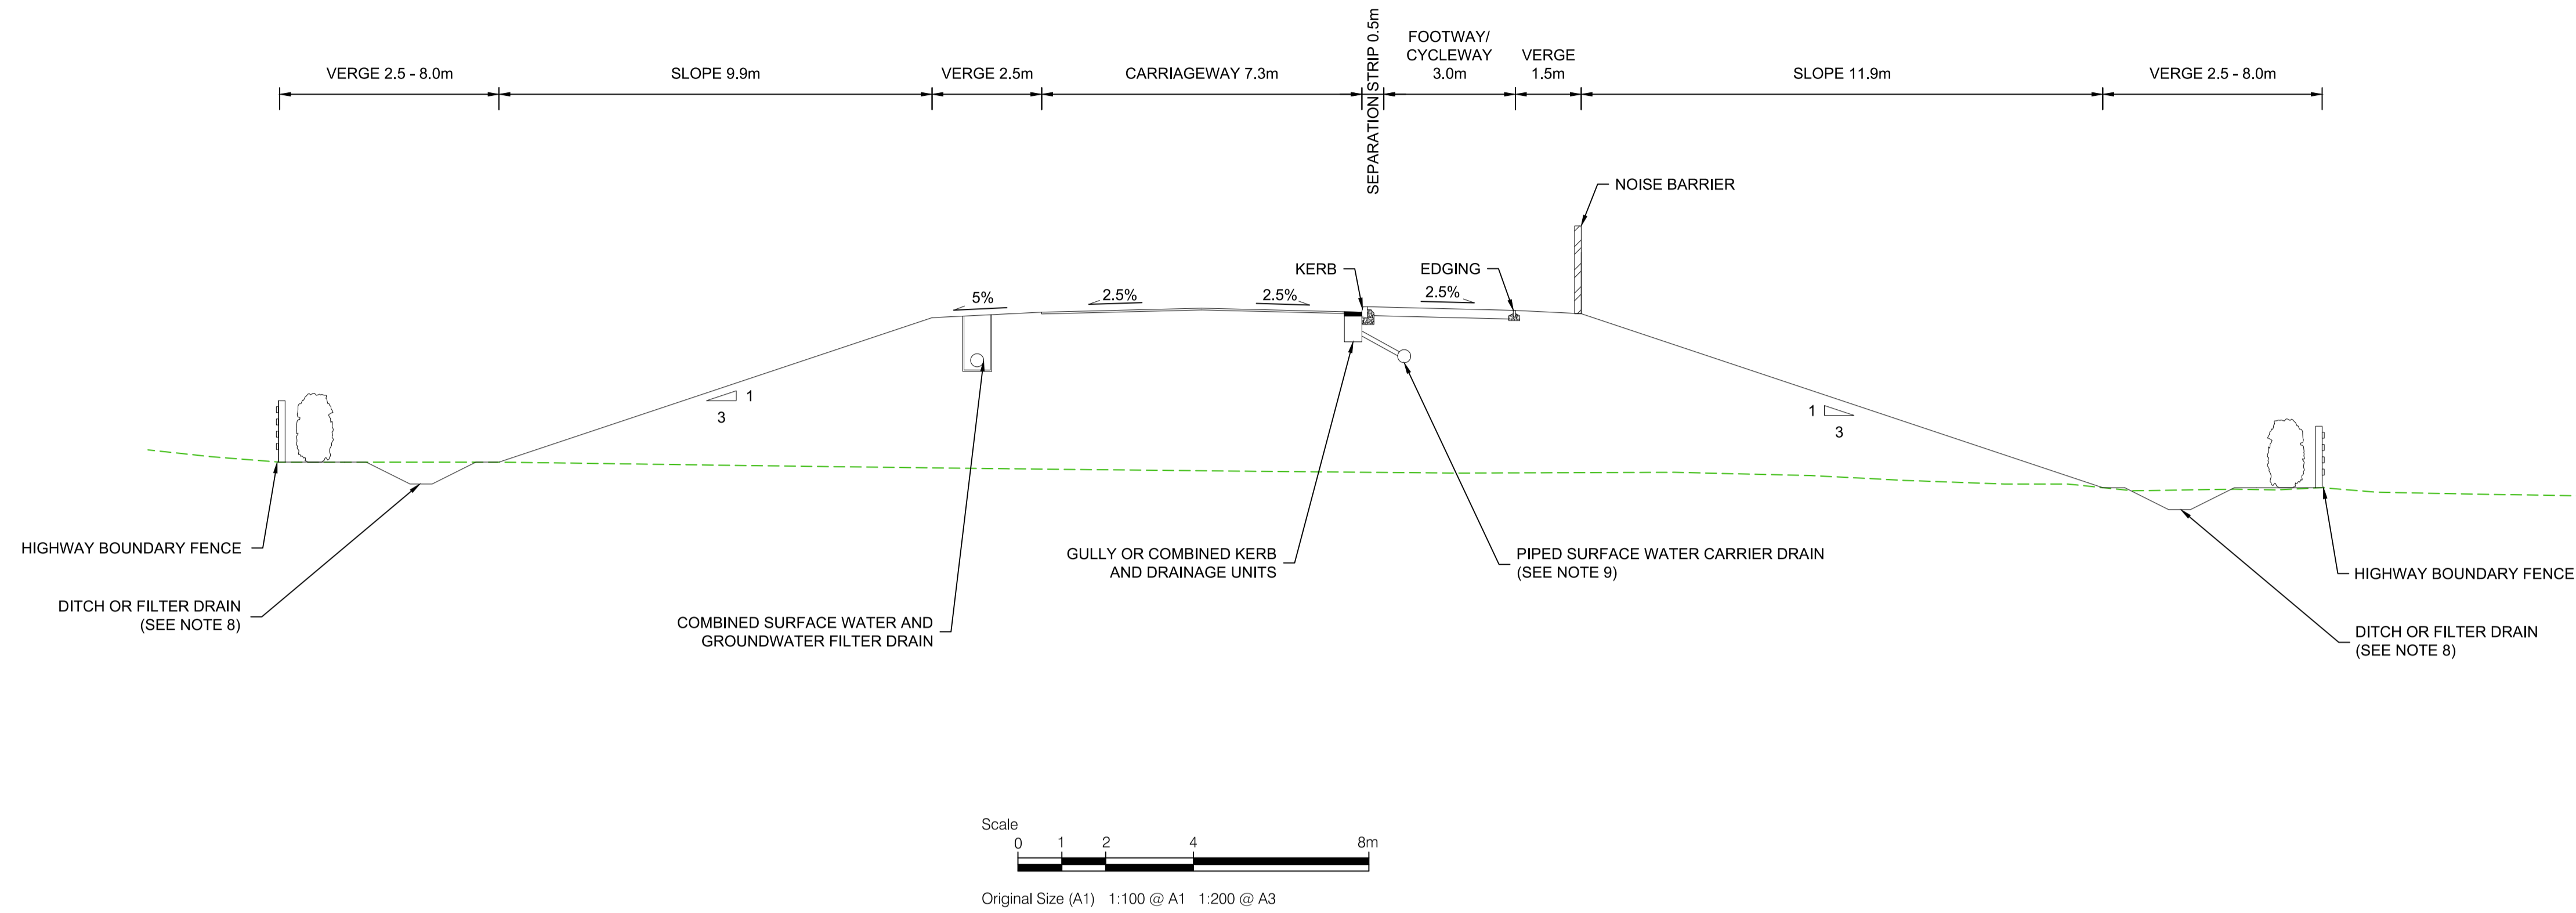 SEPARATION STRIP 0.5m
FOOTWAY/
CYCLEWAY
3.0m
VERGE
1.5m
VERGE 2.5 - 8.0m
SLOPE 9.9m
VERGE 2.5m
CARRIAGEWAY 7.3m
SLOPE 11.9m
VERGE 2.5 - 8.0m
NOISE BARRIER
KERB
EDGING
5%
2.5%
2.5%
2.5%
1
3
1
3
HIGHWAY BOUNDARY FENCE
DITCH OR FILTER DRAIN
(SEE NOTE 8)
COMBINED SURFACE WATER AND
GROUNDWATER FILTER DRAIN
GULLY OR COMBINED KERB
AND DRAINAGE UNITS
PIPED SURFACE WATER CARRIER DRAIN
(SEE NOTE 9)
HIGHWAY BOUNDARY FENCE
DITCH OR FILTER DRAIN
(SEE NOTE 8)
Scale
0 1 2 4 8m
Original Size (A1) 1:100 @ A1 1:200 @ A3